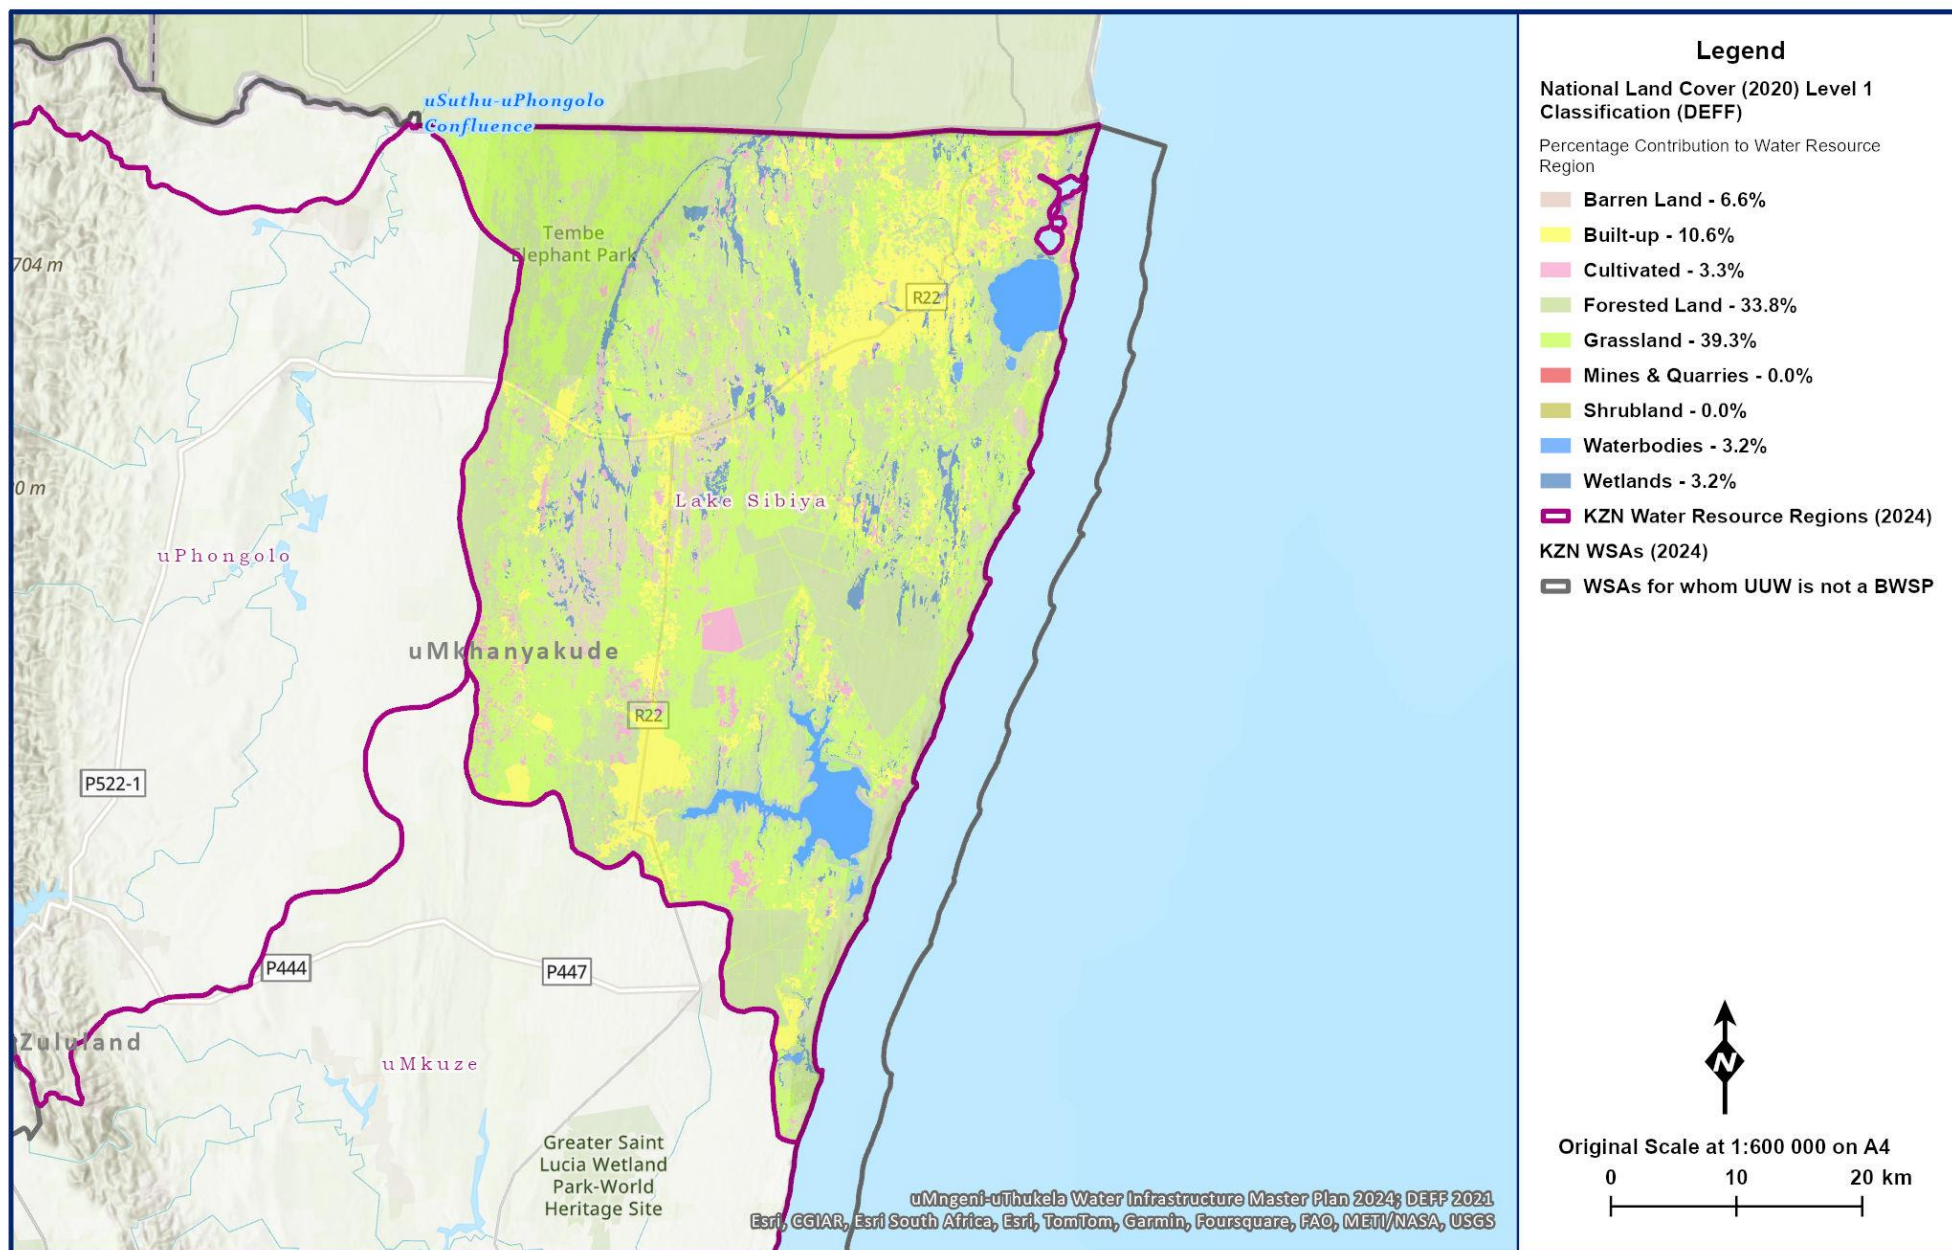 uSuthu-uPhongolo
Confluence
Tembe
Elephant Park
704 m
R22
0 m
Lake Sibiya
uPhongolo
uMkhanyakude
R22
P522-1
P444
P447
Zululand
uMkuze
Greater Saint
Lucia Wetland
Park-World
Heritage Site
uMngeni-uThukela Water Infrastructure Master Plan 2024; DEFF 2021
Esri, CGIAR, Esri South Africa, Esri, TomTom, Garmin, Foursquare, FAO, METI/NASA, USGS
Legend
National Land Cover (2020) Level 1
Classification (DEFF)
Percentage Contribution to Water Resource
Region
Barren Land - 6.6%
Built-up - 10.6%
Cultivated - 3.3%
Forested Land - 33.8%
Grassland - 39.3%
Mines & Quarries - 0.0%
Shrubland - 0.0%
Waterbodies - 3.2%
Wetlands - 3.2%
KZN Water Resource Regions (2024)
KZN WSAs (2024)
WSAs for whom UUW is not a BWSP
N
Original Scale at 1:600 000 on A4
0 10 20 km